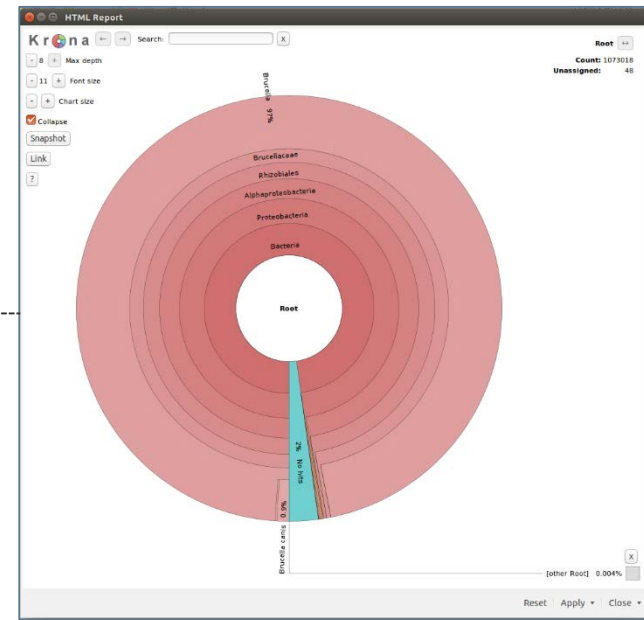 HTML Report
Krona ← → Search: x
Root ↔
- 8 + Max depth
Count: 1073018
Unassigned: 48
- 11 + Font size
- + Chart size
Collapse
Snapshot
Link
?
Brucella 97%
Brucellaceae
Rhizobiales
Alphaproteobacteria
Proteobacteria
Bacteria
Root
2% No hits
Brucella canis 0.9%
x
[other Root] 0.004%
Reset Apply Close